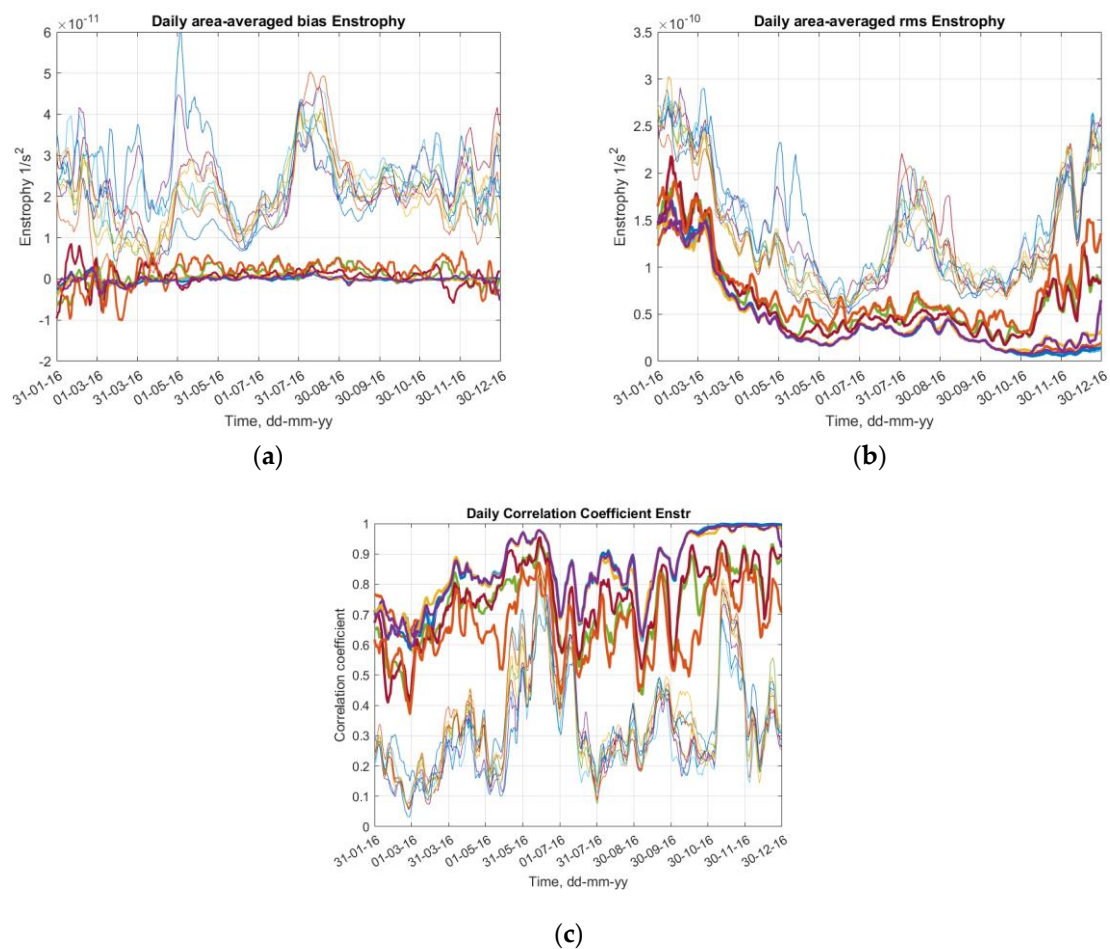 Daily area-averaged bias Enstrophy
×10⁻¹¹
6
5
4
3
2
1
0
-1
-2
Enstrophy 1/s²
31-01-16 01-03-16 31-03-16 01-05-16 31-05-16 01-07-16 31-07-16 30-08-16 30-09-16 30-10-16 30-11-16 30-12-16
Time, dd-mm-yy
(a)
Daily area-averaged rms Enstrophy
×10⁻¹⁰
3.5
3
2.5
2
1.5
1
0.5
0
Enstrophy 1/s²
31-01-16 01-03-16 31-03-16 01-05-16 31-05-16 01-07-16 31-07-16 30-08-16 30-09-16 30-10-16 30-11-16 30-12-16
Time, dd-mm-yy
(b)
Daily Correlation Coefficient Enstr
1
0.9
0.8
0.7
0.6
0.5
0.4
0.3
0.2
0.1
0
Correlation coefficient
31-01-16 01-03-16 31-03-16 01-05-16 31-05-16 01-07-16 31-07-16 30-08-16 30-09-16 30-10-16 30-11-16 30-12-16
Time, dd-mm-yy
(c)